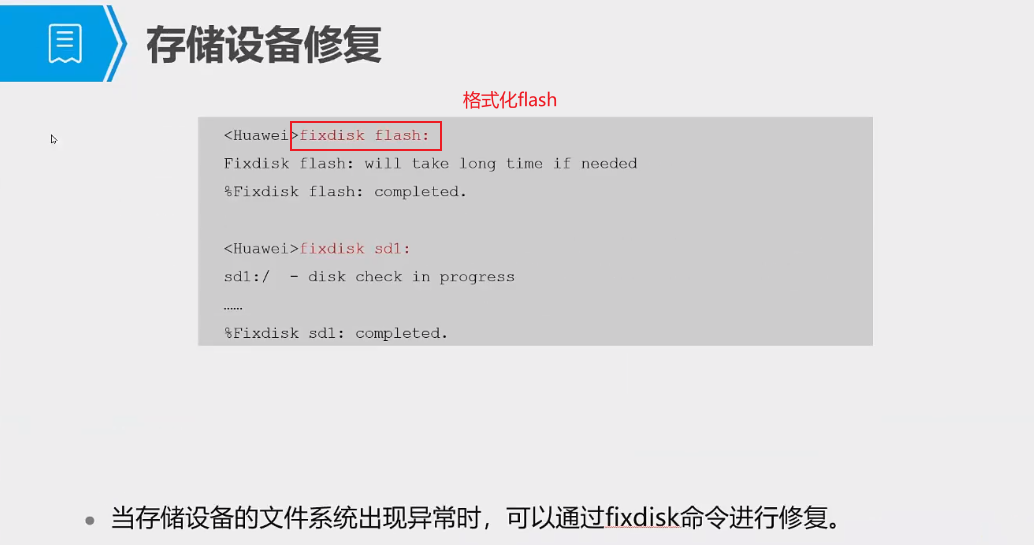 存储设备修复
格式化flash
<Huawei>fixdisk flash:
Fixdisk flash: will take long time if needed
%Fixdisk flash: completed.
<Huawei>fixdisk sd1:
sd1:/  - disk check in progress
……
%Fixdisk sd1: completed.
• 当存储设备的文件系统出现异常时，可以通过fixdisk命令进行修复。